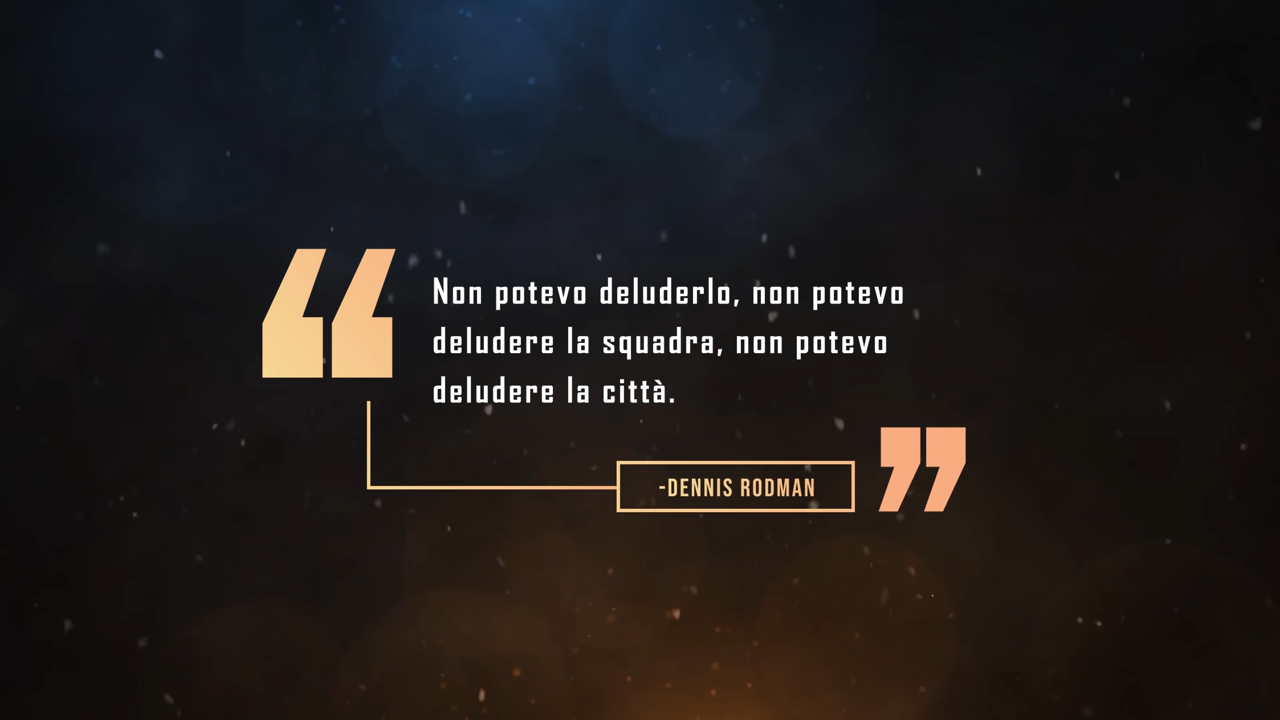 Non potevo deluderlo, non potevo
deludere la squadra, non potevo
deludere la città.
-DENNIS RODMAN